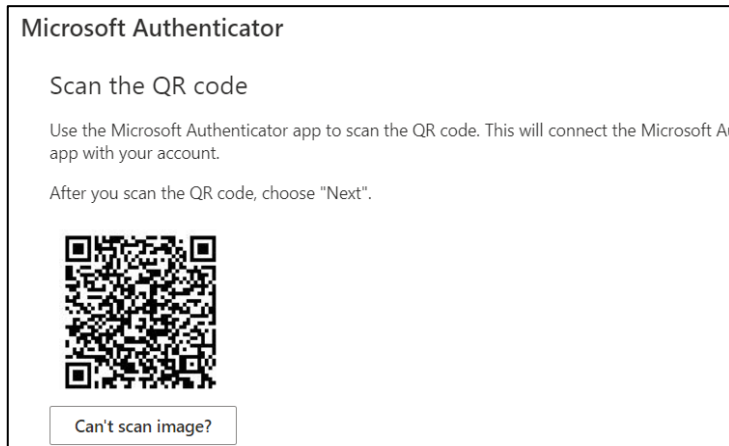 Microsoft Authenticator
Scan the QR code
Use the Microsoft Authenticator app to scan the QR code. This will connect the Microsoft
app with your account.
After you scan the QR code, choose "Next".
Can't scan image?